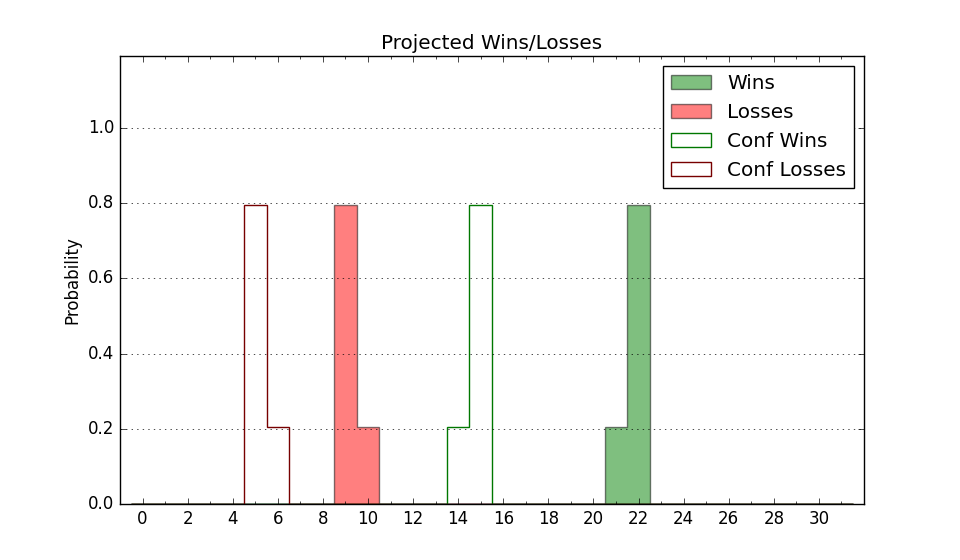 Projected Wins/Losses
Wins
Losses
Conf Wins
Conf Losses
Probability
1.0
0.8
0.6
0.4
0.2
0.0
0 2 4 6 8 10 12 14 16 18 20 22 24 26 28 30